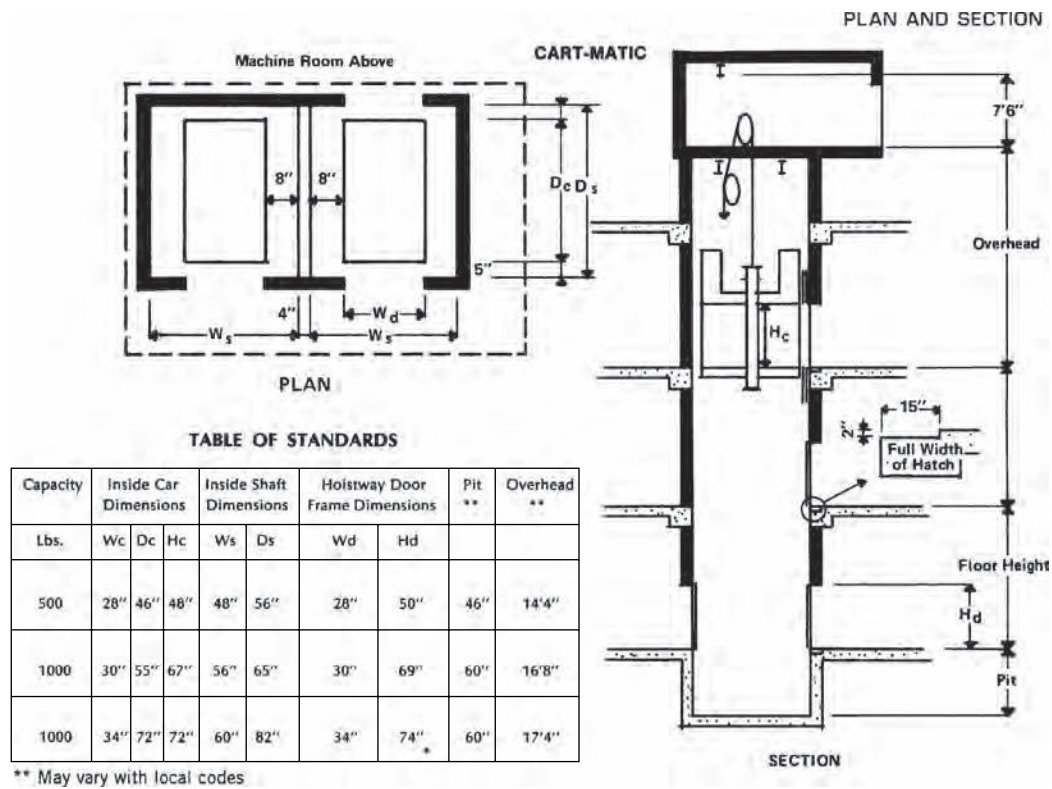 PLAN AND SECTION
CART-MATIC
Machine Room Above
8" 8"
Dc Ds
5"
4"
Wd
Ws Ws
PLAN
7'6"
Overhead
Hc
15"
2"
Full Width
of Hatch
Floor Height
Hd
Pit
SECTION
TABLE OF STANDARDS
Capacity Inside Car Dimensions Inside Shaft Dimensions Hoistway Door Frame Dimensions Pit ** Overhead **
Lbs. Wc Dc Hc Ws Ds Wd Hd
500 28" 46" 48" 48" 56" 28" 50" 46" 14'4"
1000 30" 55" 67" 56" 65" 30" 69" 60" 16'8"
1000 34" 72" 72" 60" 82" 34" 74" 60" 17'4"
** May vary with local codes